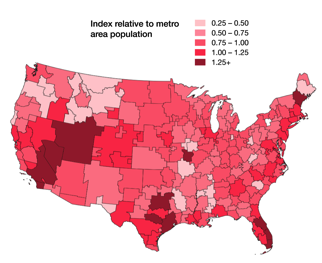 Index relative to metro
area population
0.25 – 0.50
0.50 – 0.75
0.75 – 1.00
1.00 – 1.25
1.25+